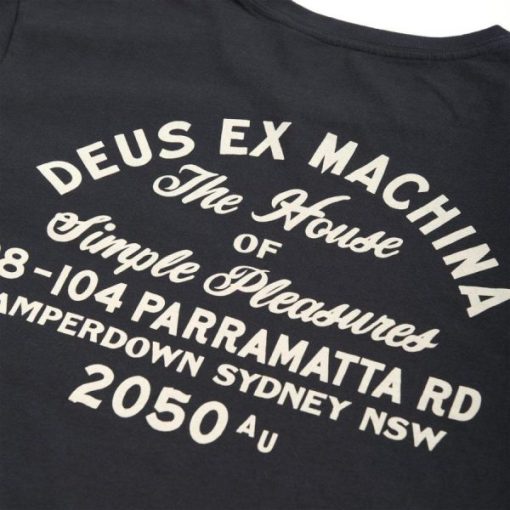 DEUS EX MACHINA
The House
OF
Simple Pleasures
8-104 PARRAMATTA RD
AMPERDOWN SYDNEY NSW
2050 AU